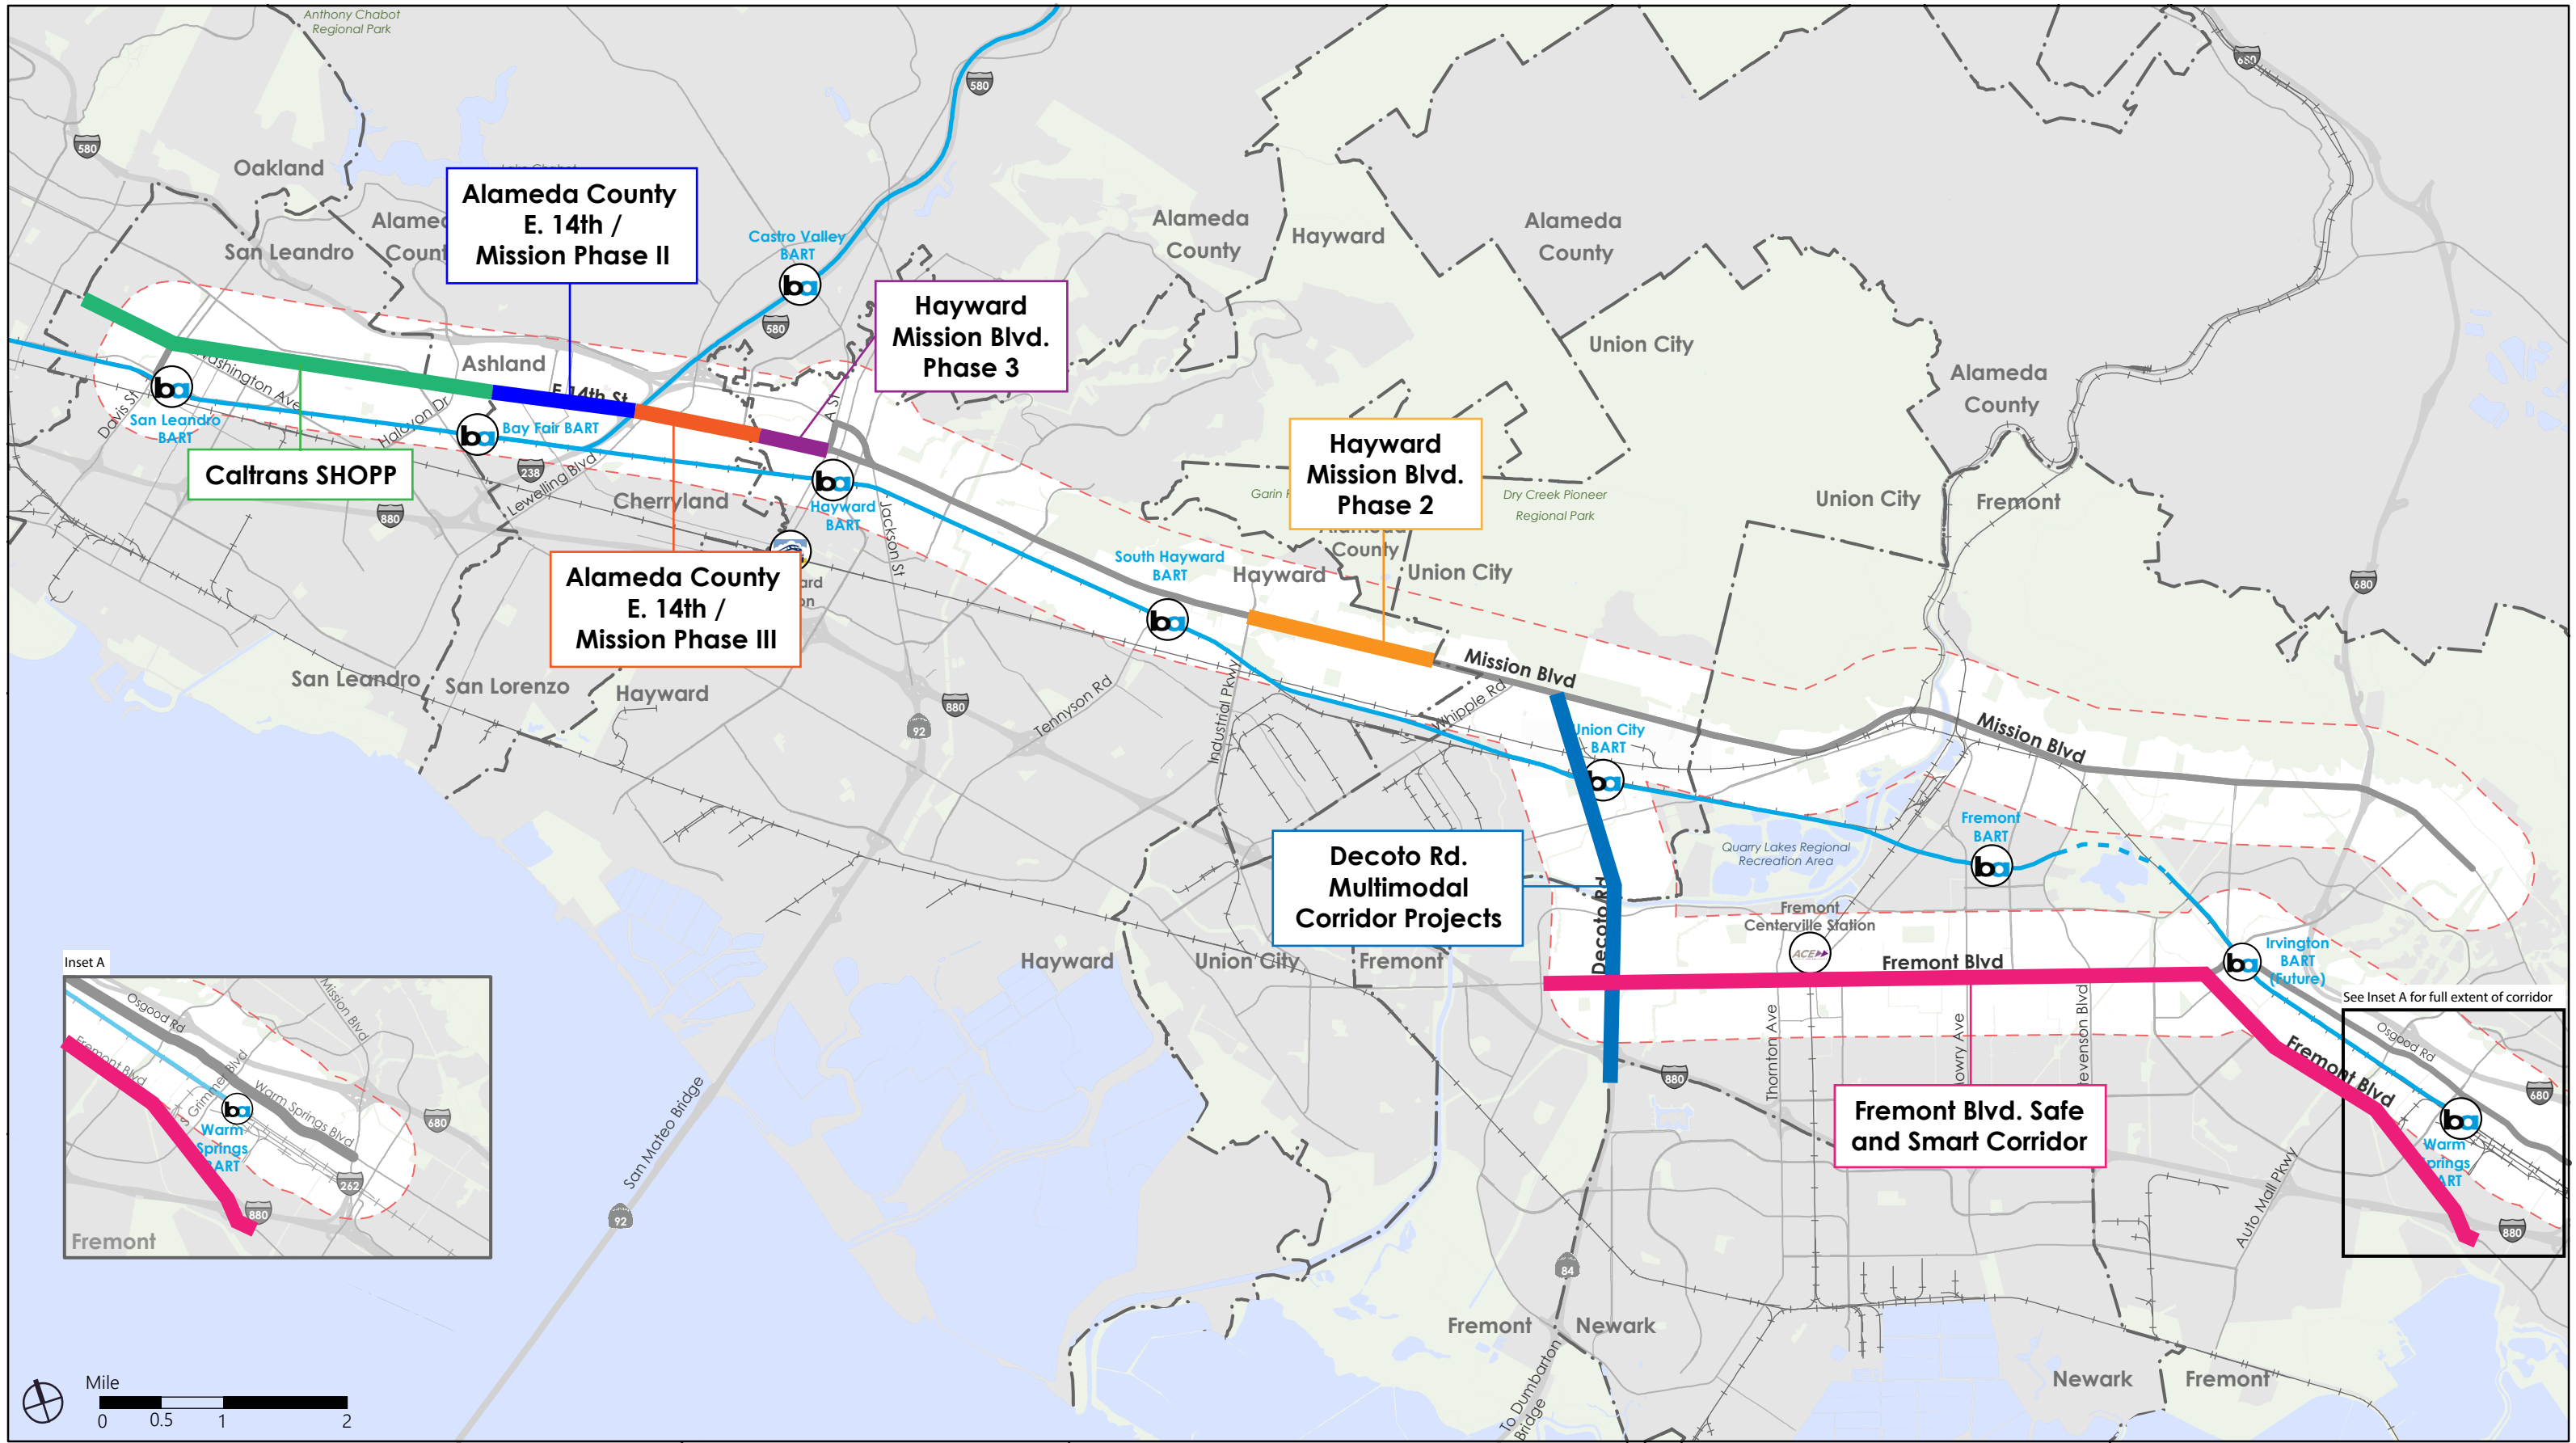 Anthony Chabot
Regional Park
580
580
680
Oakland
Alameda County
E. 14th /
Mission Phase II
San Leandro
Castro Valley
BART
580
Hayward
Mission Blvd.
Phase 3
Alameda
County
Hayward
Alameda
County
Union City
Alameda
County
Ashland
E. 14th St
Washington Ave
Davis St
San Leandro
BART
Halcyon Dr
Bay Fair BART
A St
Caltrans SHOPP
238
Lewelling Blvd
880
Cherryland
Hayward
BART
Jackson St
Hayward
Mission Blvd.
Phase 2
Dry Creek Pioneer
Regional Park
Union City
Fremont
680
Alameda County
E. 14th /
Mission Phase III
South Hayward
BART
Hayward
County
Union City
San Leandro
San Lorenzo
Hayward
880
92
Tennyson Rd
Industrial Pkwy
Whipple Rd
Mission Blvd
Mission Blvd
Union City
BART
Decoto Rd.
Multimodal
Corridor Projects
Decoto Rd
Quarry Lakes Regional
Recreation Area
Fremont
BART
Fremont
Centerville Station
ACE
Fremont Blvd
Irvington
BART
(Future)
Hayward
Union City
Fremont
See Inset A for full extent of corridor
Osgood Rd
680
Fremont Blvd
Warm
BART
880
Thornton Ave
Stevenson Blvd
880
Fremont Blvd. Safe
and Smart Corridor
Auto Mall Pkwy
San Mateo Bridge
92
84
Fremont
Newark
To Dumbarton
Bridge
Newark
Fremont
Inset A
Osgood Rd
Mission Blvd
Fremont Blvd
S Grimmer Blvd
Warm Springs Blvd
Warm
Springs
BART
680
262
880
Fremont
Mile
0
0.5
1
2